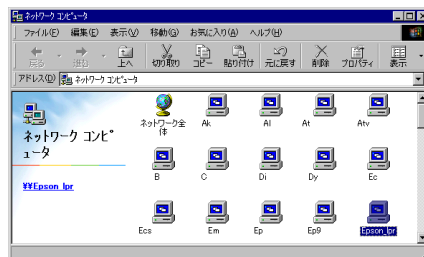 ネットワーク コンピュータ
ファイル(F) 編集(E) 表示(V) 移動(G) お気に入り(A) ヘルプ(H)
戻る 進む 上へ 切り取り コピー 貼り付け 元に戻す 削除 プロパティ 表示
アドレス(D) ネットワーク コンピュータ
ネットワーク コンピ
ュータ
¥¥Epson_lpr
ネットワーク全
体
Ak
Al
At
Atv
B
C
Di
Dy
Ec
Ecs
Em
Ep
Ep9
Epson_lpr